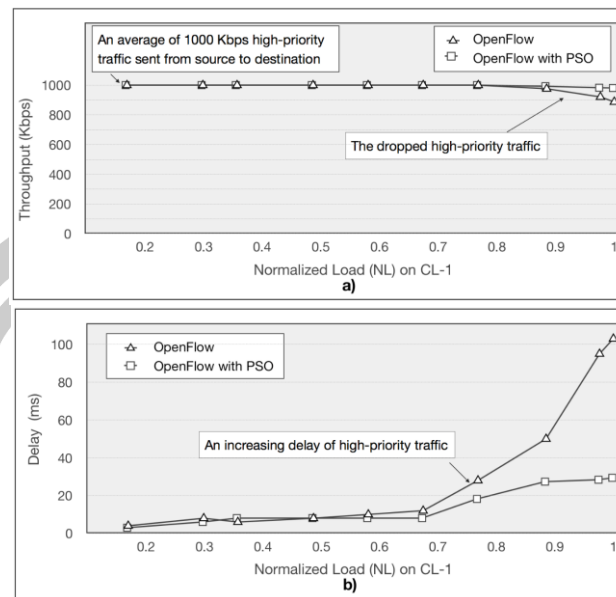 An average of 1000 Kbps high-priority
traffic sent from source to destination
OpenFlow
OpenFlow with PSO
1000
800
600
400
200
0
Throughput (Kbps)
The dropped high-priority traffic
0.2 0.3 0.4 0.5 0.6 0.7 0.8 0.9 1
Normalized Load (NL) on CL-1
a)
OpenFlow
OpenFlow with PSO
100
80
60
40
20
0
Delay (ms)
An increasing delay of high-priority traffic
0.2 0.3 0.4 0.5 0.6 0.7 0.8 0.9 1
Normalized Load (NL) on CL-1
b)